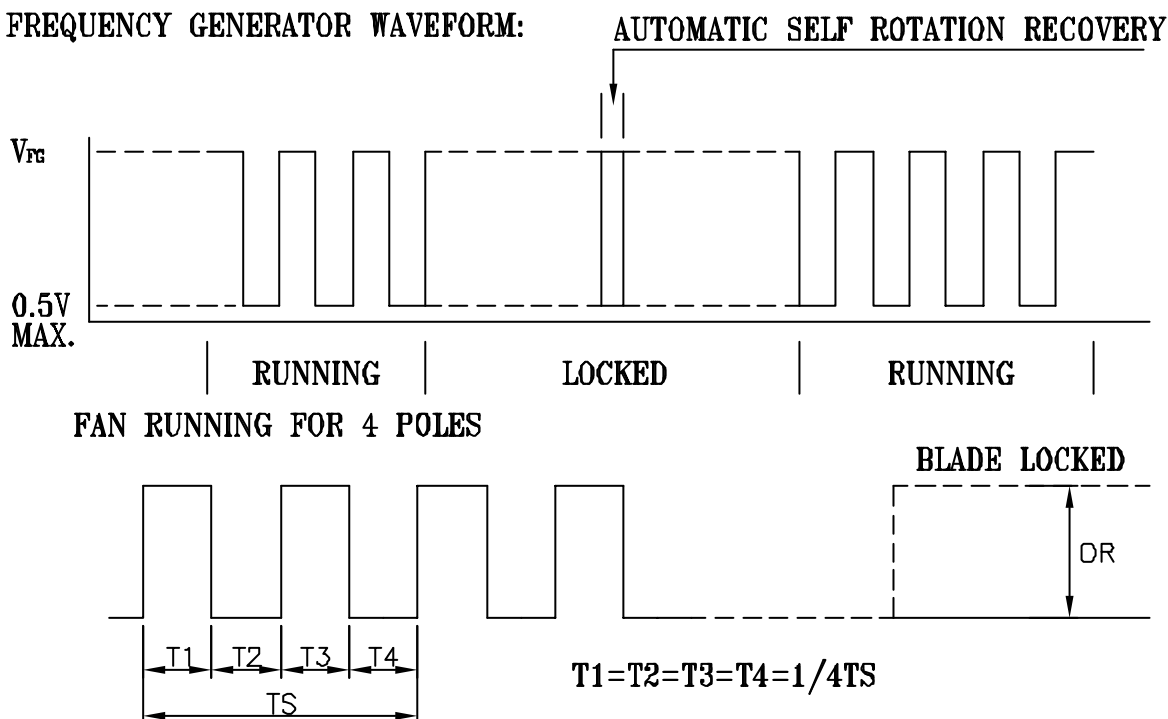 FREQUENCY GENERATOR WAVEFORM:
AUTOMATIC SELF ROTATION RECOVERY
VFG
0.5V
MAX.
RUNNING
LOCKED
RUNNING
FAN RUNNING FOR 4 POLES
BLADE LOCKED
OR
T1
T2
T3
T4
TS
T1=T2=T3=T4=1/4TS